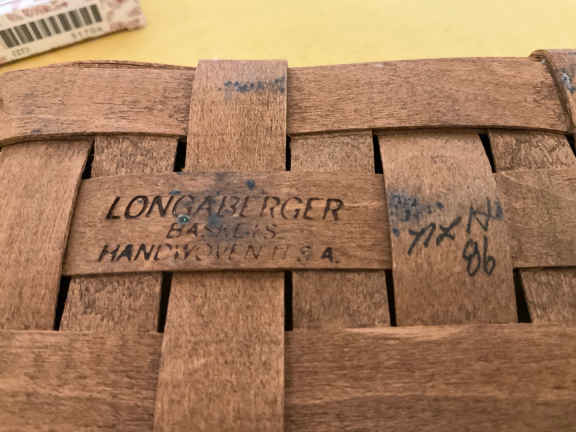 LONGABERGER
BASKETS
HANDWOVEN U.S.A.
86